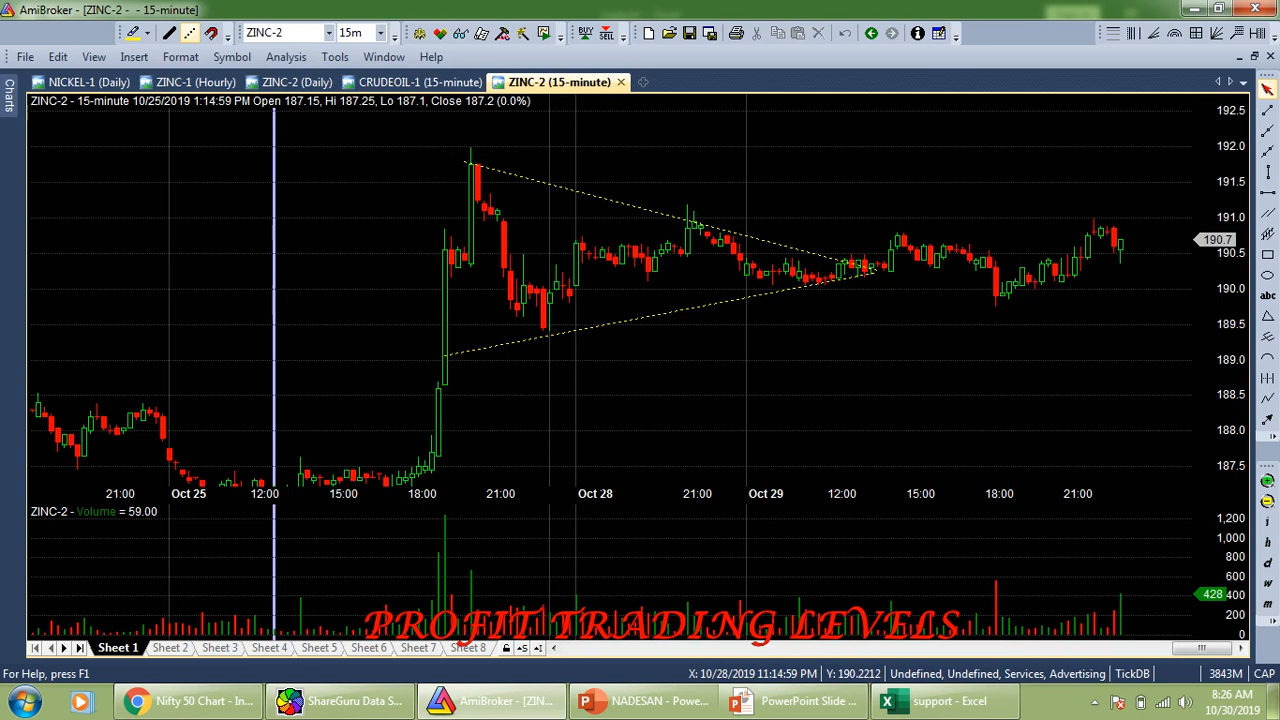 AmiBroker - [ZINC-2 - - 15-minute]
ZINC-2 15m BUY SELL
File Edit View Insert Format Symbol Analysis Tools Window Help
NICKEL-1 (Daily) ZINC-1 (Hourly) ZINC-2 (Daily) CRUDEOIL-1 (15-minute) ZINC-2 (15-minute)
Charts
ZINC-2 - 15-minute 10/25/2019 1:14:59 PM Open 187.15, Hi 187.25, Lo 187.1, Close 187.2 (0.0%)
192.5
192.0
191.5
191.0
190.7
190.5
190.0
189.5
189.0
188.5
188.0
187.5
abc
21:00 Oct 25 12:00 15:00 18:00 21:00 Oct 28 21:00 Oct 29 12:00 15:00 18:00 21:00
ZINC-2 - Volume = 59.00
1,200
1,000
800
600
428 400
200
0
i
h
d
w
m
PROFIT TRADING LEVELS
Sheet 1 Sheet 2 Sheet 3 Sheet 4 Sheet 5 Sheet 6 Sheet 7 Sheet 8
For Help, press F1 X: 10/28/2019 11:14:59 PM, Y: 190.2212 Undefined, Undefined, Services, Advertising TickDB 3843M CAP
Nifty 50 Chart - In... ShareGuru Data S... AmiBroker - [ZINC... NADESAN - Powe... PowerPoint Slide ... support - Excel
8:26 AM
10/30/2019